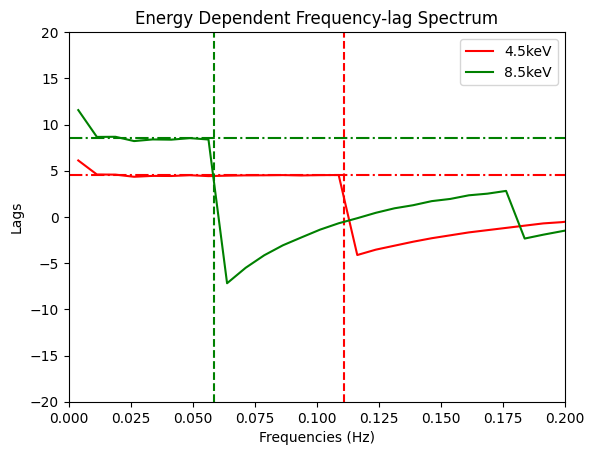 Energy Dependent Frequency-lag Spectrum
4.5keV
8.5keV
20
15
10
5
0
−5
−10
−15
−20
Lags
0.000 0.025 0.050 0.075 0.100 0.125 0.150 0.175 0.200
Frequencies (Hz)